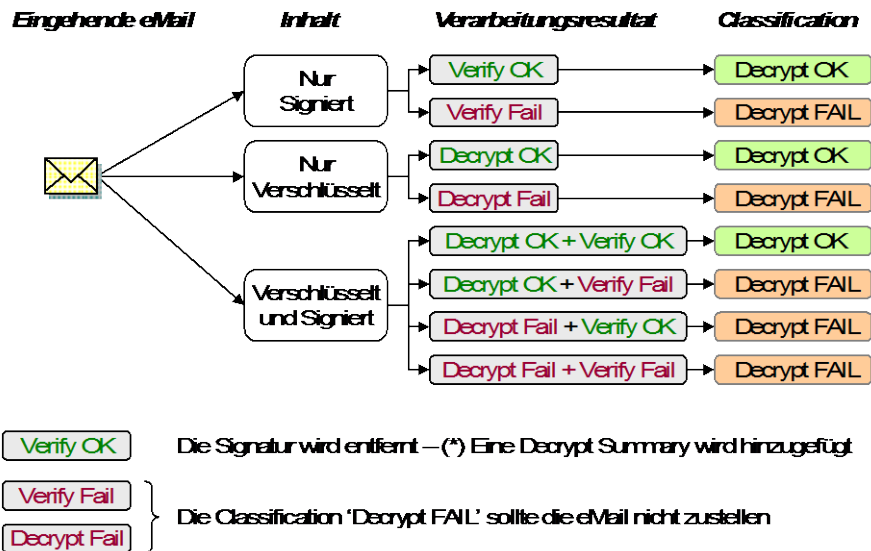 Eingehende eMail Inhalt Verarbeitungsresultat Classification
Nur
Signiert
Verify OK Decrypt OK
Verify Fail Decrypt FAIL
Nur
Verschlüsselt
Decrypt OK Decrypt OK
Decrypt Fail Decrypt FAIL
Verschlüsselt
und Signiert
Decrypt OK + Verify OK Decrypt OK
Decrypt OK + Verify Fail Decrypt FAIL
Decrypt Fail + Verify OK Decrypt FAIL
Decrypt Fail + Verify Fail Decrypt FAIL
Verify OK Die Signatur wird entfernt – (*) Eine Decrypt Summary wird hinzugefügt
Verify Fail
Die Classification ‘Decrypt FAIL’ sollte die eMail nicht zustellen
Decrypt Fail